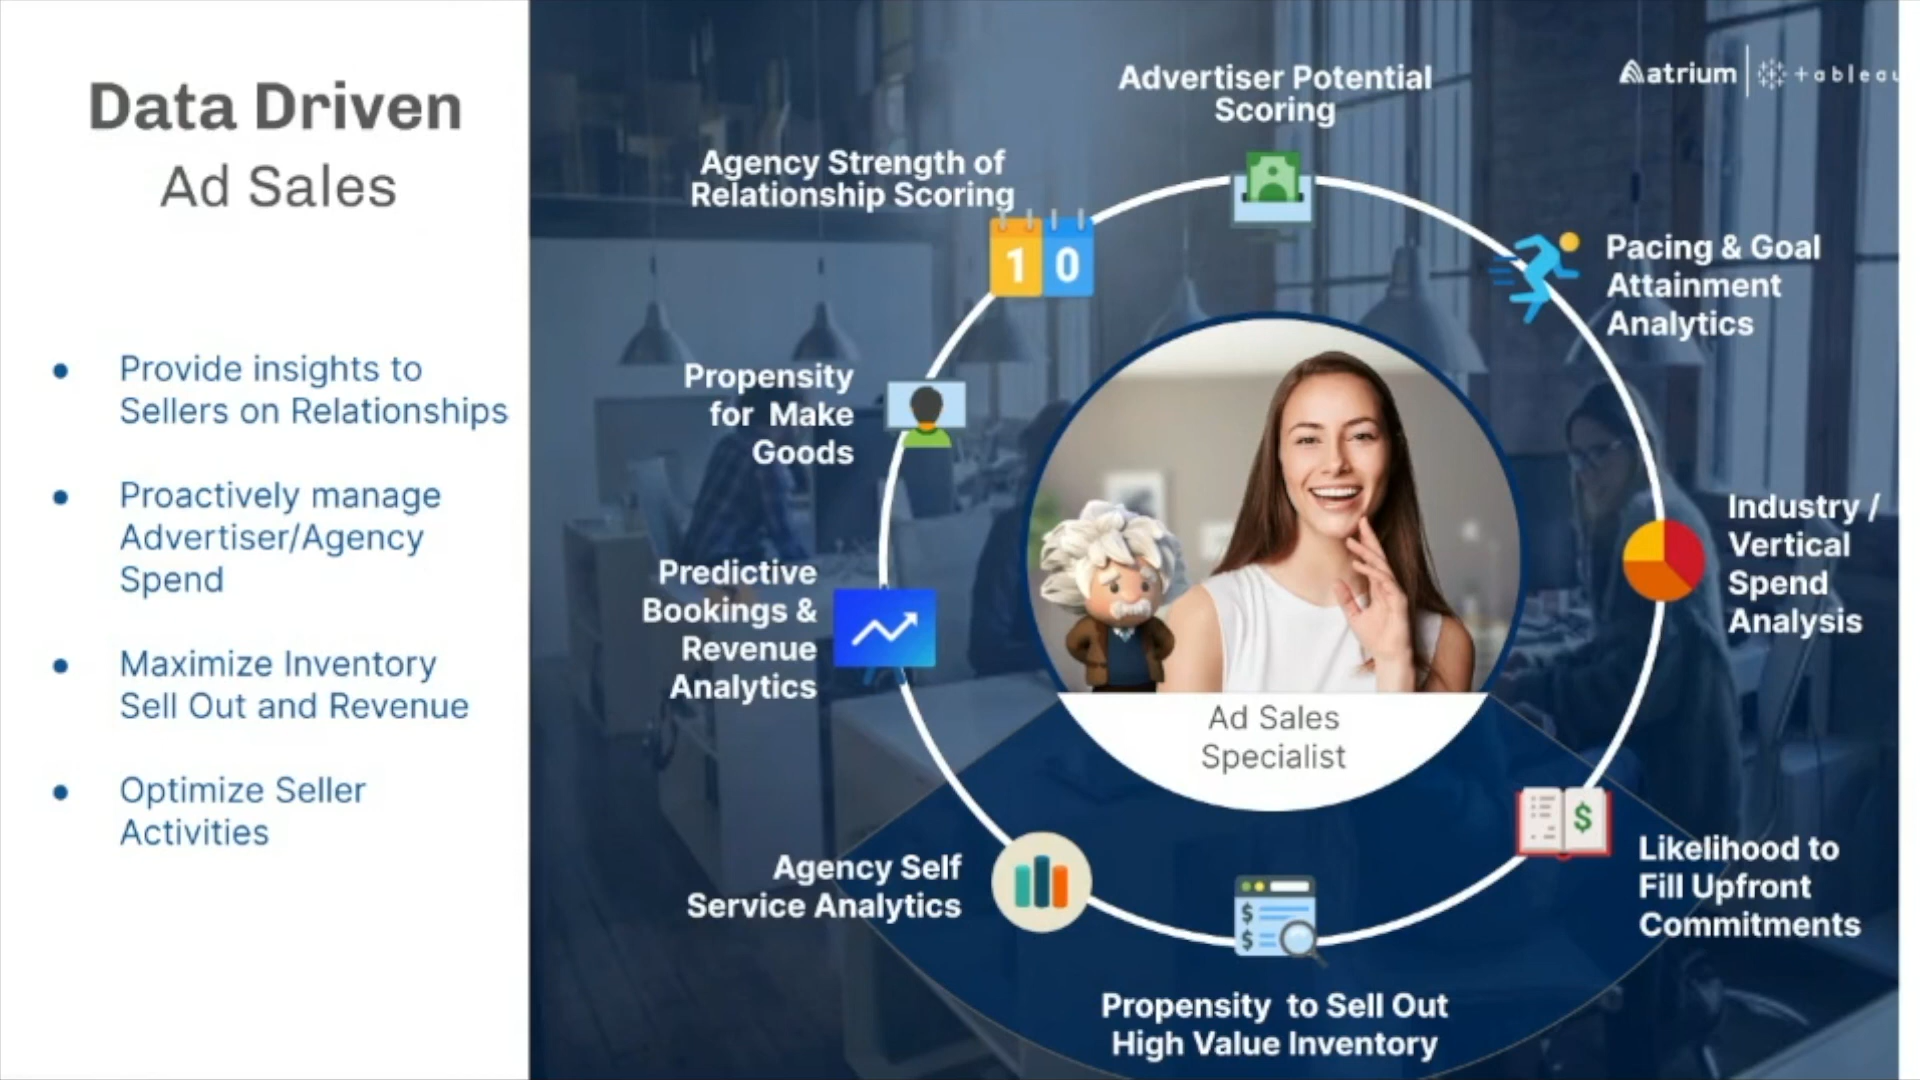 Data Driven
Ad Sales
Provide insights to
Sellers on Relationships
Proactively manage
Advertiser/Agency
Spend
Maximize Inventory
Sell Out and Revenue
Optimize Seller
Activities
atrium
+ableau
Advertiser Potential
Scoring
Agency Strength of
Relationship Scoring
1 0
Pacing & Goal
Attainment
Analytics
Propensity
for Make
Goods
Industry /
Vertical
Spend
Analysis
Predictive
Bookings &
Revenue
Analytics
Ad Sales
Specialist
$
Likelihood to
Fill Upfront
Commitments
Agency Self
Service Analytics
$
$
Propensity to Sell Out
High Value Inventory